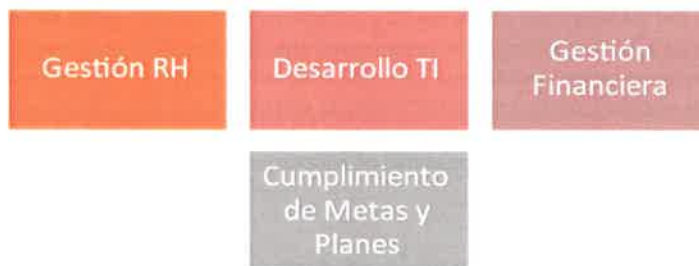 Gestión RH
Desarrollo TI
Gestión
Financiera
Cumplimiento
de Metas y
Planes